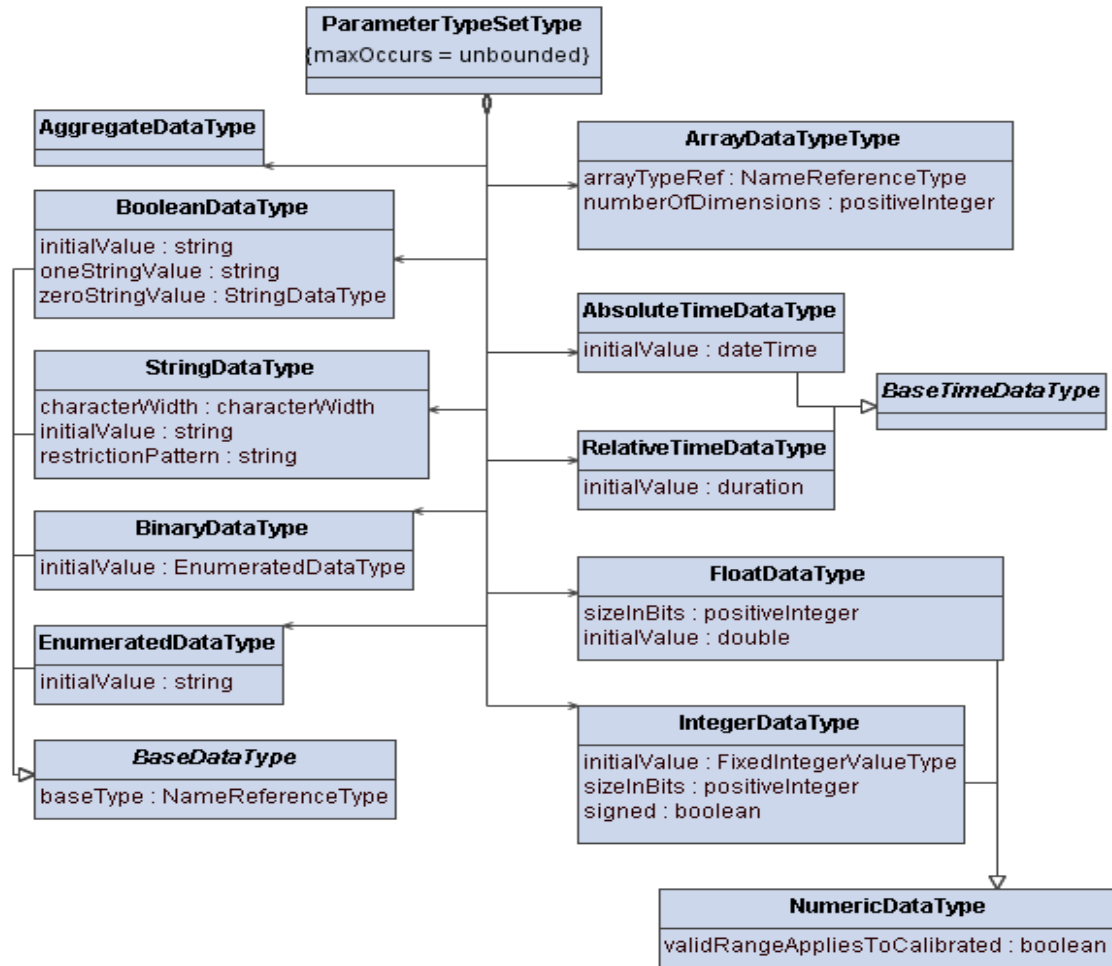 ParameterTypeSetType
{maxOccurs = unbounded}
AggregateDataType
ArrayDataTypeType
arrayTypeRef : NameReferenceType
numberOfDimensions : positiveInteger
BooleanDataType
initialValue : string
oneStringValue : string
zeroStringValue : StringDataType
AbsoluteTimeDataType
initialValue : dateTime
StringDataType
characterWidth : characterWidth
initialValue : string
restrictionPattern : string
BaseTimeDataType
RelativeTimeDataType
initialValue : duration
BinaryDataType
initialValue : EnumeratedDataType
FloatDataType
sizeInBits : positiveInteger
initialValue : double
EnumeratedDataType
initialValue : string
IntegerDataType
initialValue : FixedIntegerValueType
sizeInBits : positiveInteger
signed : boolean
BaseDataType
baseType : NameReferenceType
NumericDataType
validRangeAppliesToCalibrated : boolean